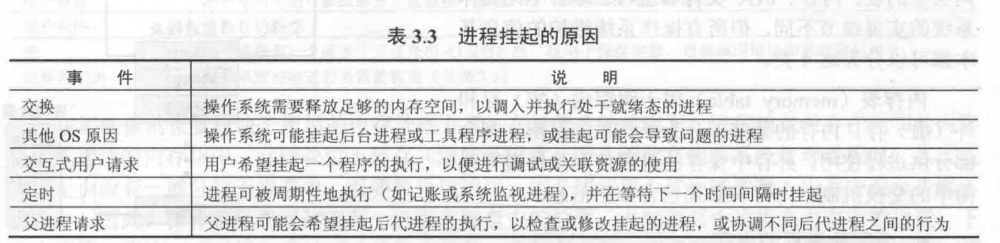 表 3.3 进程挂起的原因
事 件 说 明
交换 操作系统需要释放足够的内存空间，以调入并执行处于就绪态的进程
其他 OS 原因 操作系统可能挂起后台进程或工具程序进程，或挂起可能会导致问题的进程
交互式用户请求 用户希望挂起一个程序的执行，以便进行调试或关联资源的使用
定时 进程可被周期性地执行（如记账或系统监视进程），并在等待下一个时间间隔时挂起
父进程请求 父进程可能会希望挂起后代进程的执行，以检查或修改挂起的进程，或协调不同后代进程之间的行为